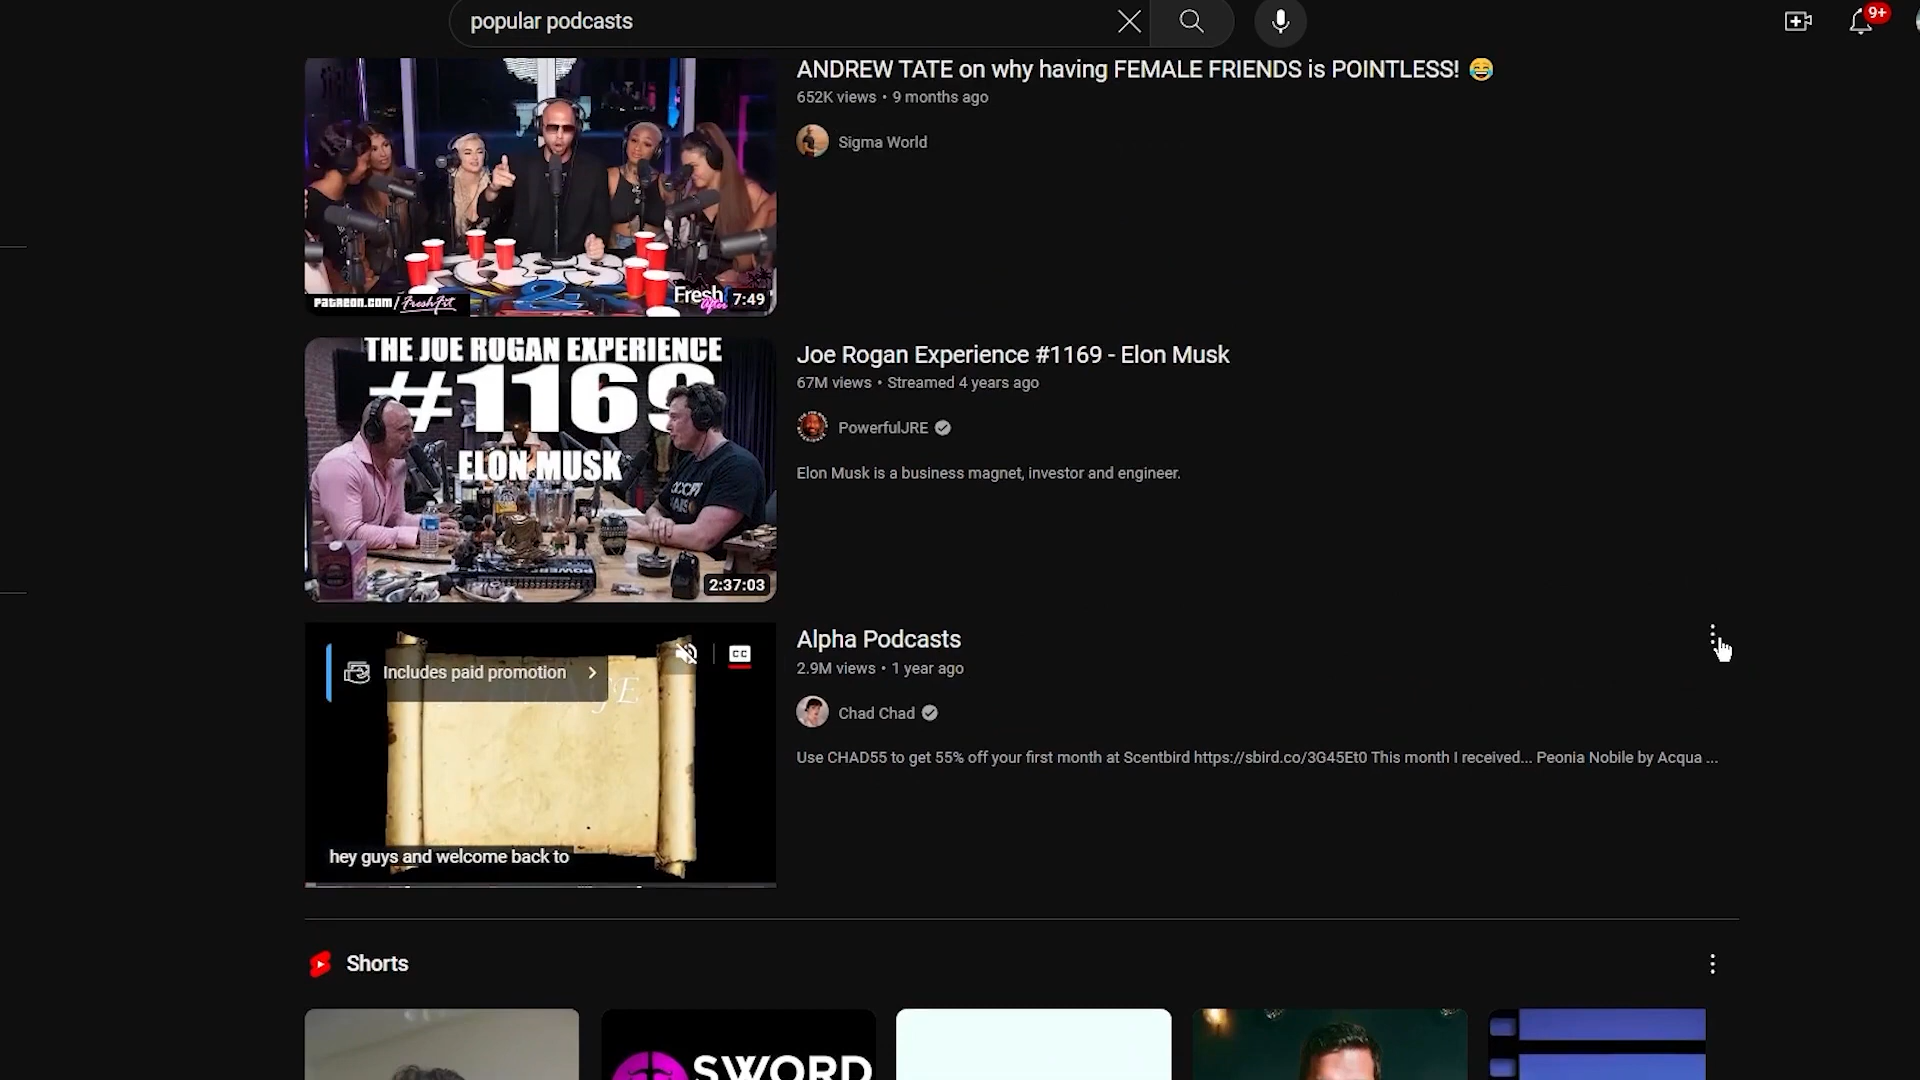 popular podcasts
9+
ANDREW TATE on why having FEMALE FRIENDS is POINTLESS! 😂
652K views • 9 months ago
Sigma World
PATREON.COM/FreshFit
Fresh
After
7:49
THE JOE ROGAN EXPERIENCE
#1169
ELON MUSK
2:37:03
Joe Rogan Experience #1169 - Elon Musk
67M views • Streamed 4 years ago
PowerfulJRE
Elon Musk is a business magnet, investor and engineer.
Includes paid promotion
CC
hey guys and welcome back to
Alpha Podcasts
2.9M views • 1 year ago
Chad Chad
Use CHAD55 to get 55% off your first month at Scentbird https://sbird.co/3G45Et0 This month I received... Peonia Nobile by Acqua ...
Shorts
SWORD